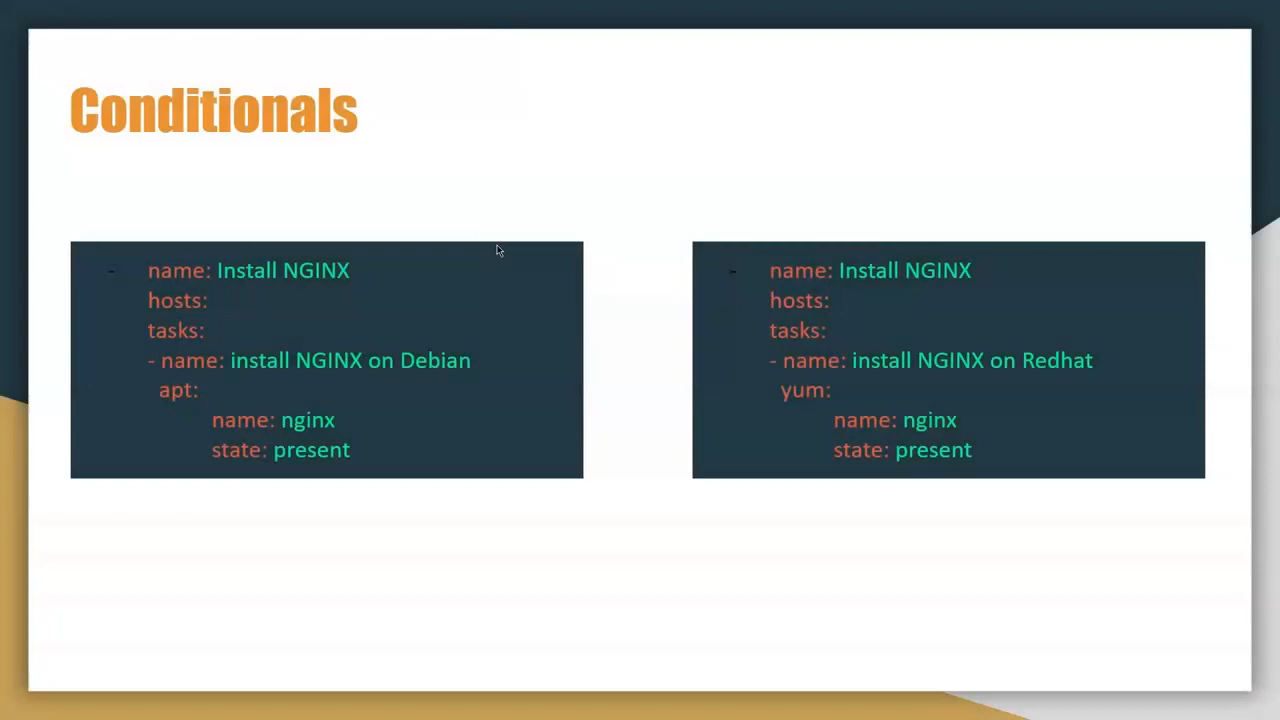 Conditionals
- name: Install NGINX
hosts:
tasks:
- name: install NGINX on Debian
apt:
name: nginx
state: present
- name: Install NGINX
hosts:
tasks:
- name: install NGINX on Redhat
yum:
name: nginx
state: present